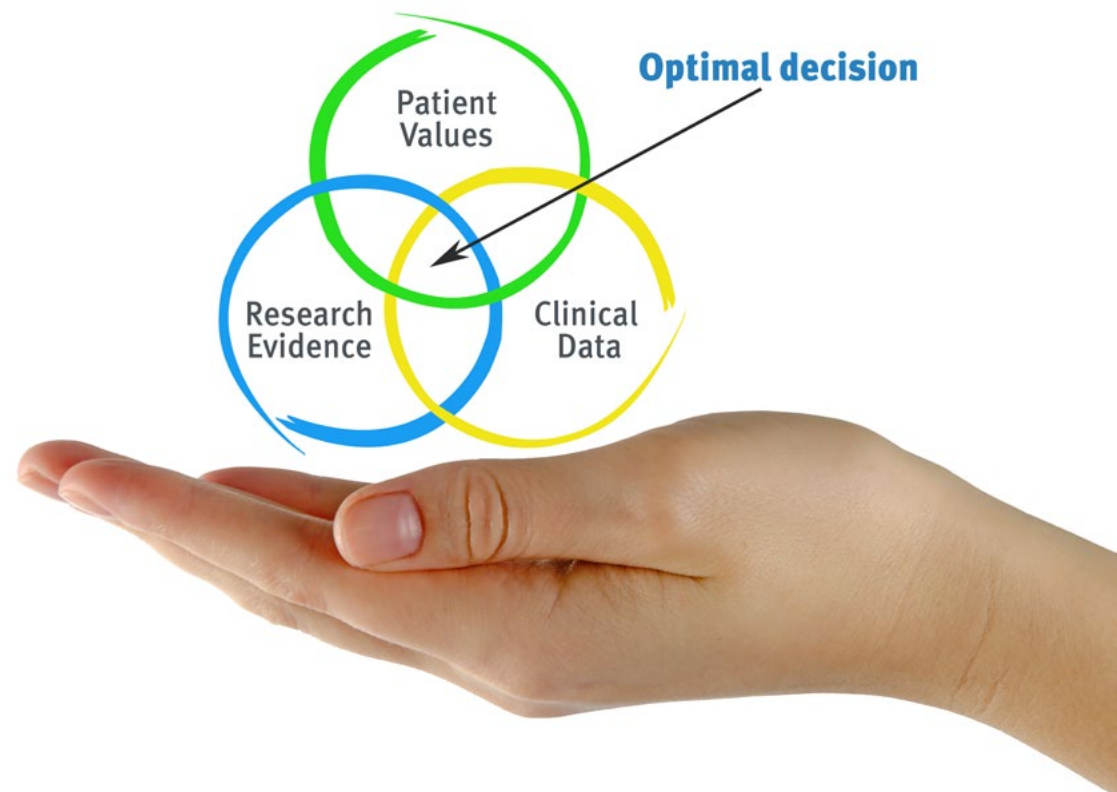 Optimal decision
Patient
Values
Research
Evidence
Clinical
Data